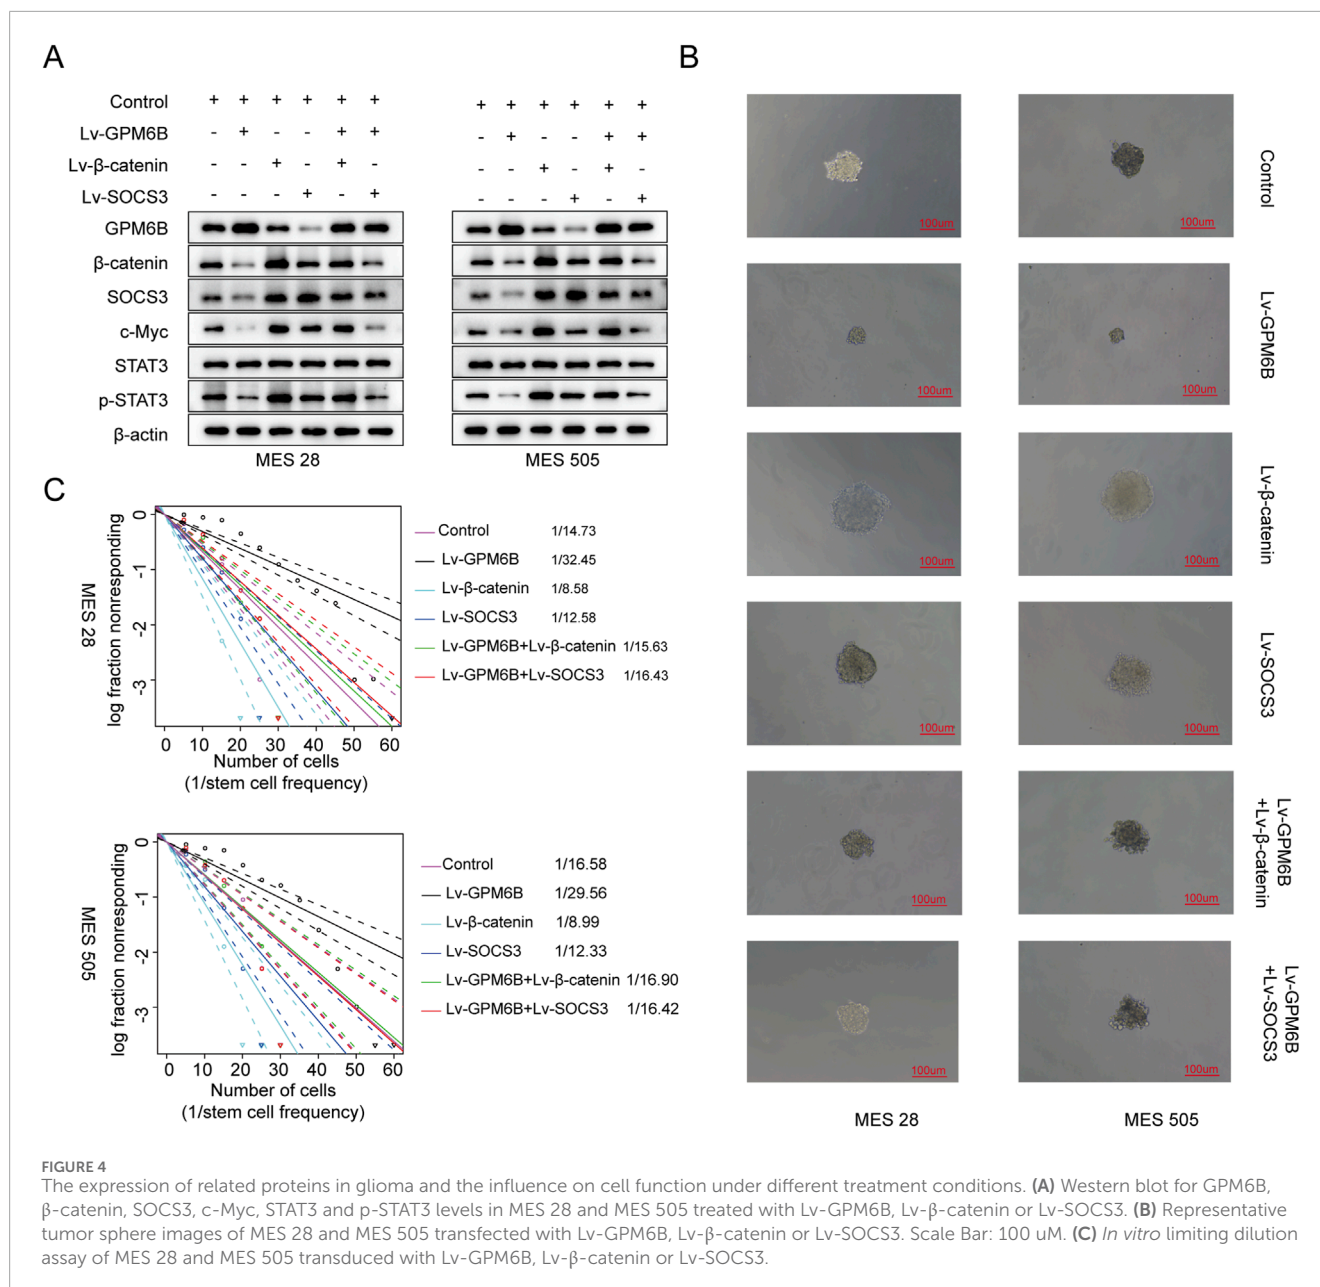 A
Control + + + + + +
Lv-GPM6B - + - - + +
Lv-β-catenin - - + - + -
Lv-SOCS3 - - - + - +
GPM6B
β-catenin
SOCS3
c-Myc
STAT3
p-STAT3
β-actin
MES 28
+ + + + + +
- + - - + +
- - + - + -
- - - + - +
MES 505
B
100um
100um
Control
100um
100um
Lv-GPM6B
100um
100um
Lv-β-catenin
100um
100um
Lv-SOCS3
100um
100um
Lv-GPM6B
+Lv-β-catenin
100um
100um
Lv-GPM6B
+Lv-SOCS3
MES 28
MES 505
C
MES 28
log fraction nonresponding
0
-1
-2
-3
0 10 20 30 40 50 60
Number of cells
(1/stem cell frequency)
Control 1/14.73
Lv-GPM6B 1/32.45
Lv-β-catenin 1/8.58
Lv-SOCS3 1/12.58
Lv-GPM6B+Lv-β-catenin 1/15.63
Lv-GPM6B+Lv-SOCS3 1/16.43
MES 505
log fraction nonresponding
0
-1
-2
-3
0 10 20 30 40 50 60
Number of cells
(1/stem cell frequency)
Control 1/16.58
Lv-GPM6B 1/29.56
Lv-β-catenin 1/8.99
Lv-SOCS3 1/12.33
Lv-GPM6B+Lv-β-catenin 1/16.90
Lv-GPM6B+Lv-SOCS3 1/16.42
FIGURE 4
The expression of related proteins in glioma and the influence on cell function under different treatment conditions. (A) Western blot for GPM6B,
β-catenin, SOCS3, c-Myc, STAT3 and p-STAT3 levels in MES 28 and MES 505 treated with Lv-GPM6B, Lv-β-catenin or Lv-SOCS3. (B) Representative
tumor sphere images of MES 28 and MES 505 transfected with Lv-GPM6B, Lv-β-catenin or Lv-SOCS3. Scale Bar: 100 uM. (C) In vitro limiting dilution
assay of MES 28 and MES 505 transduced with Lv-GPM6B, Lv-β-catenin or Lv-SOCS3.